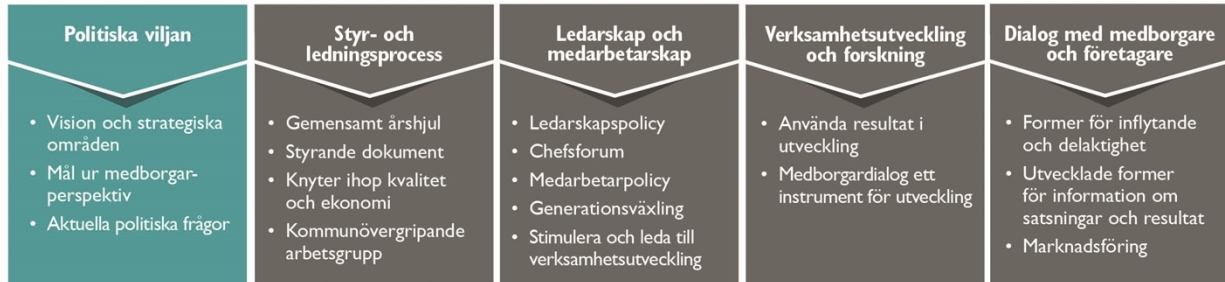 Politiska viljan
• Vision och strategiska
områden
• Mål ur medborgar-
perspektiv
• Aktuella politiska frågor
Styr- och
ledningsprocess
• Gemensamt årshjul
• Styrande dokument
• Knyter ihop kvalitet
och ekonomi
• Kommunövergripande
arbetsgrupp
Ledarskap och
medarbetarskap
• Ledarskapspolicy
• Chefsforum
• Medarbetarpolicy
• Generationsväxling
• Stimulera och leda till
verksamhetsutveckling
Verksamhetsutveckling
och forskning
• Använda resultat i
utveckling
• Medborgardialog ett
instrument för utveckling
Dialog med medborgare
och företagare
• Former för inflytande
och delaktighet
• Utvecklade former
för information om
satsningar och resultat
• Marknadsföring